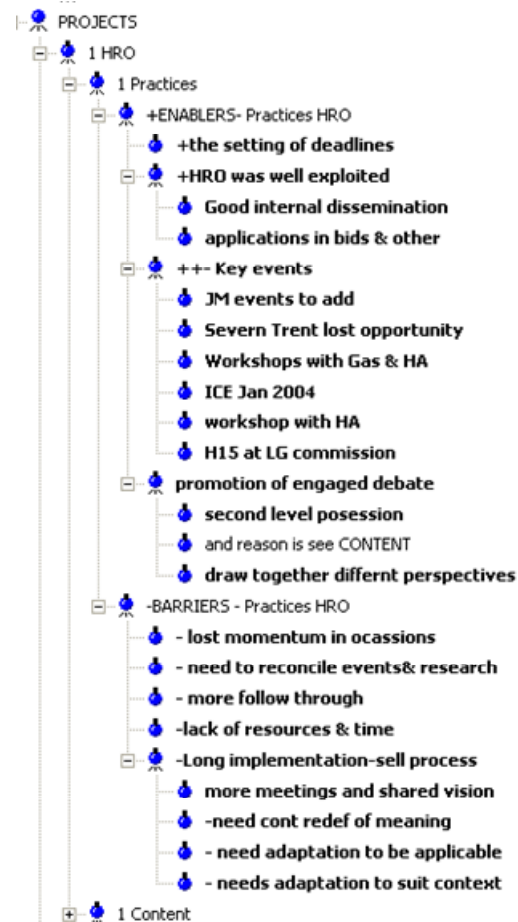 PROJECTS
1 HRO
1 Practices
+ENABLERS- Practices HRO
+the setting of deadlines
+HRO was well exploited
Good internal dissemination
applications in bids & other
++- Key events
JM events to add
Severn Trent lost opportunity
Workshops with Gas & HA
ICE Jan 2004
workshop with HA
H15 at LG commission
promotion of engaged debate
second level posession
and reason is see CONTENT
draw together differnt perspectives
-BARRIERS - Practices HRO
- lost momentum in ocassions
- need to reconcile events& research
- more follow through
-lack of resources & time
-Long implementation-sell process
more meetings and shared vision
-need cont redef of meaning
- need adaptation to be applicable
- needs adaptation to suit context
1 Content